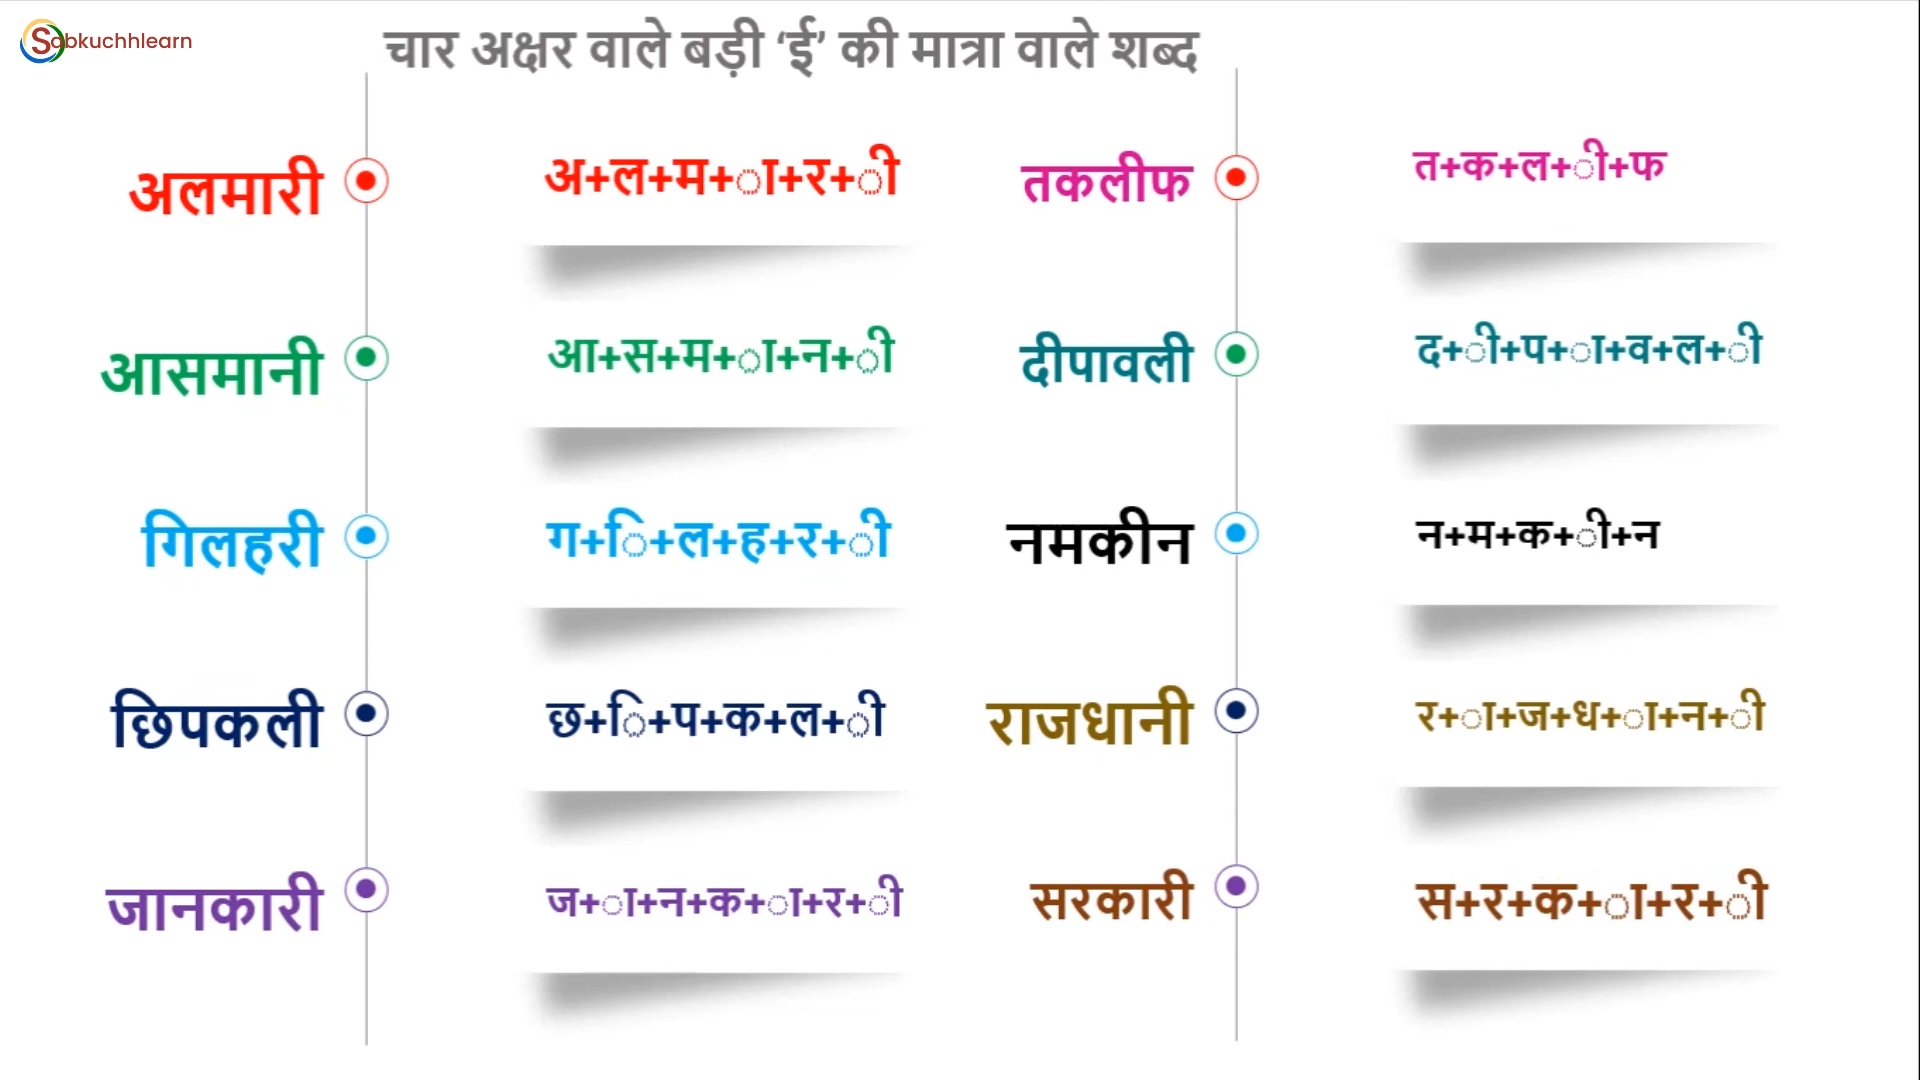 Sabkuchhlearn
चार अक्षर वाले बड़ी ‘ई’ की मात्रा वाले शब्द
अलमारी अ+ल+म+ा+र+ी
आसमानी आ+स+म+ा+न+ी
गिलहरी ग+ि+ल+ह+र+ी
छिपकली छ+ि+प+क+ल+ी
जानकारी ज+ा+न+क+ा+र+ी
तकलीफ त+क+ल+ी+फ
दीपावली द+ी+प+ा+व+ल+ी
नमकीन न+म+क+ी+न
राजधानी र+ा+ज+ध+ा+न+ी
सरकारी स+र+क+ा+र+ी